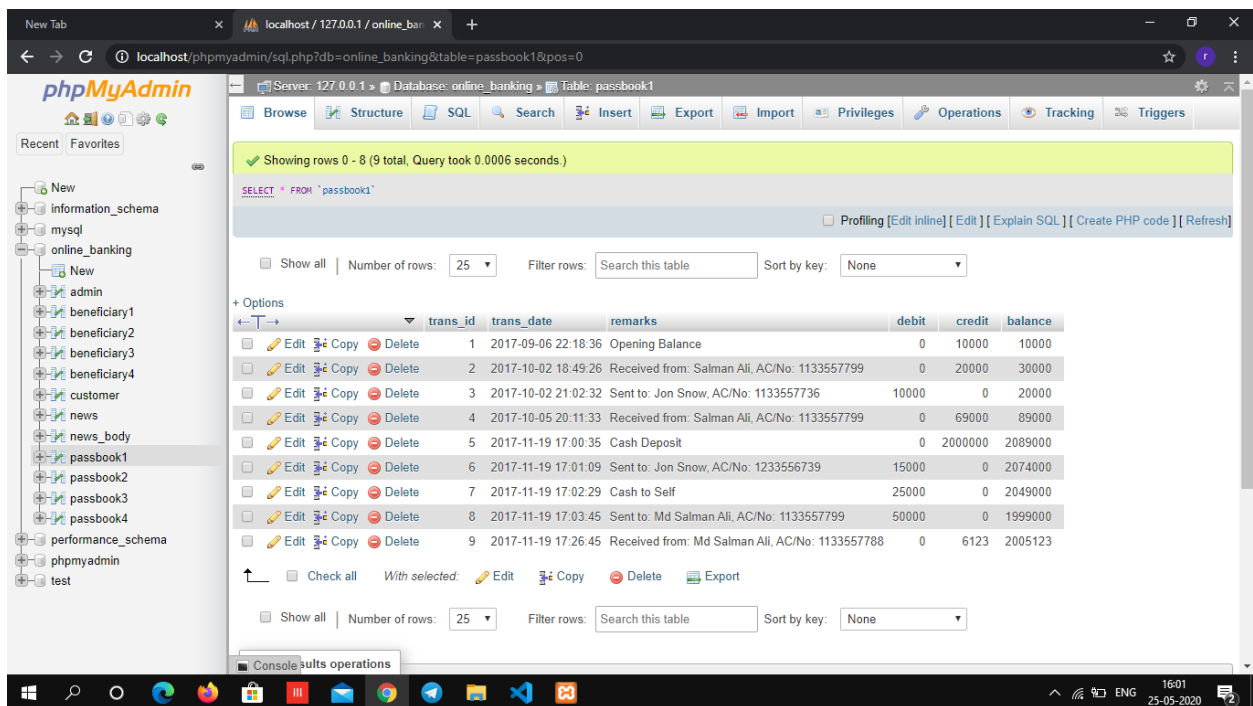 New Tab
localhost / 127.0.0.1 / online_ban
localhost/phpmyadmin/sql.php?db=online_banking&table=passbook1&pos=0
r
phpMyAdmin
Recent Favorites
New
information_schema
mysql
online_banking
New
admin
beneficiary1
beneficiary2
beneficiary3
beneficiary4
customer
news
news_body
passbook1
passbook2
passbook3
passbook4
performance_schema
phpmyadmin
test
Server: 127.0.0.1 » Database: online_banking » Table: passbook1
Browse Structure SQL Search Insert Export Import Privileges Operations Tracking Triggers
Showing rows 0 - 8 (9 total, Query took 0.0006 seconds.)
SELECT * FROM `passbook1`
Profiling [Edit inline] [ Edit ] [ Explain SQL ] [ Create PHP code ] [ Refresh]
Show all | Number of rows: 25 Filter rows: Search this table Sort by key: None
+ Options
←T→ trans_id trans_date remarks debit credit balance
Edit Copy Delete 1 2017-09-06 22:18:36 Opening Balance 0 10000 10000
Edit Copy Delete 2 2017-10-02 18:49:26 Received from: Salman Ali, AC/No: 1133557799 0 20000 30000
Edit Copy Delete 3 2017-10-02 21:02:32 Sent to: Jon Snow, AC/No: 1233557736 10000 0 20000
Edit Copy Delete 4 2017-10-05 20:11:33 Received from: Salman Ali, AC/No: 1133557799 0 69000 89000
Edit Copy Delete 5 2017-11-19 17:00:35 Cash Deposit 0 2000000 2089000
Edit Copy Delete 6 2017-11-19 17:01:09 Sent to: Jon Snow, AC/No: 1233556739 15000 0 2074000
Edit Copy Delete 7 2017-11-19 17:02:29 Cash to Self 25000 0 2049000
Edit Copy Delete 8 2017-11-19 17:03:45 Sent to: Md Salman Ali, AC/No: 1133557799 50000 0 1999000
Edit Copy Delete 9 2017-11-19 17:26:45 Received from: Md Salman Ali, AC/No: 1133557788 0 6123 2005123
Check all With selected: Edit Copy Delete Export
Show all | Number of rows: 25 Filter rows: Search this table Sort by key: None
Console sults operations
ENG 16:01
25-05-2020
2